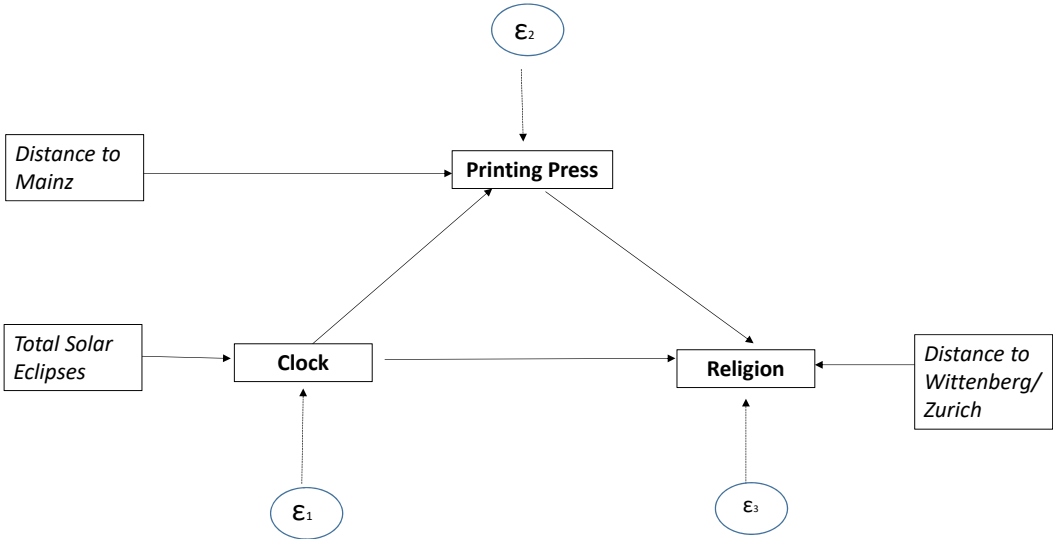 ε₂
Distance to
Mainz
Printing Press
Total Solar
Eclipses
Clock
Religion
Distance to
Wittenberg/
Zurich
ε₁
ε₃